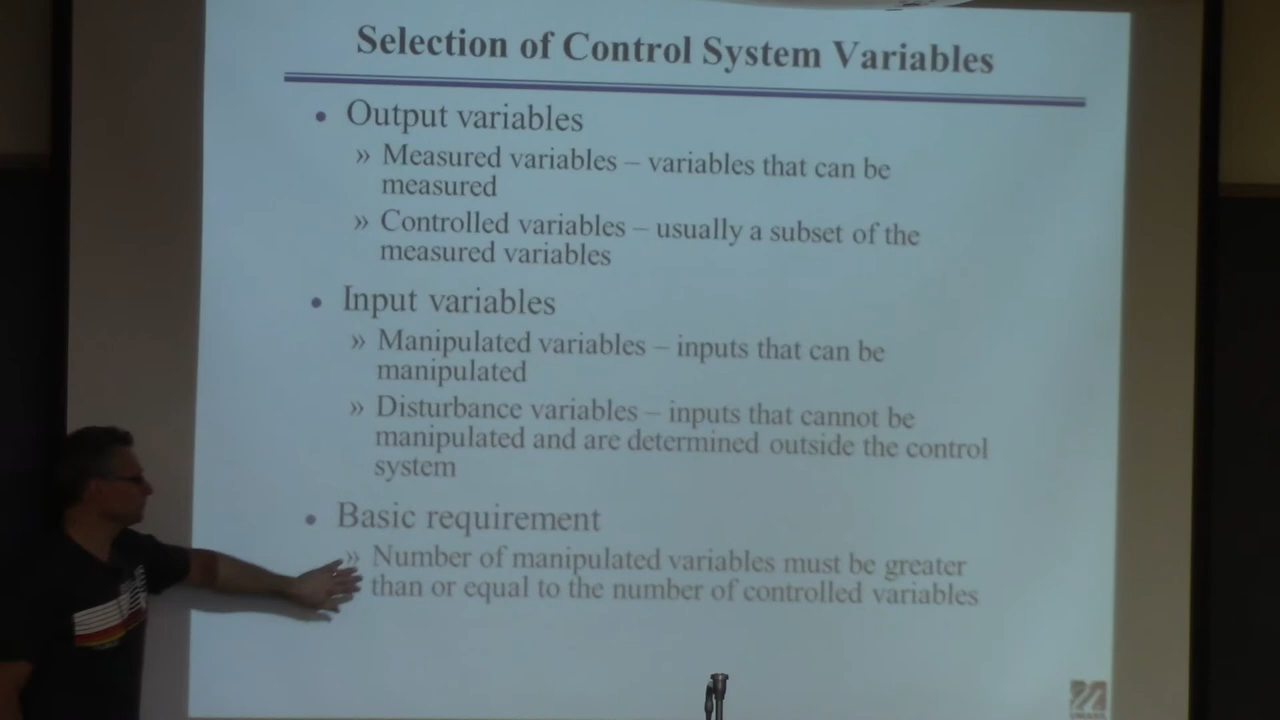 Selection of Control System Variables
• Output variables
» Measured variables – variables that can be
measured
» Controlled variables – usually a subset of the
measured variables
• Input variables
» Manipulated variables – inputs that can be
manipulated
» Disturbance variables – inputs that cannot be
manipulated and are determined outside the control
system
• Basic requirement
» Number of manipulated variables must be greater
than or equal to the number of controlled variables